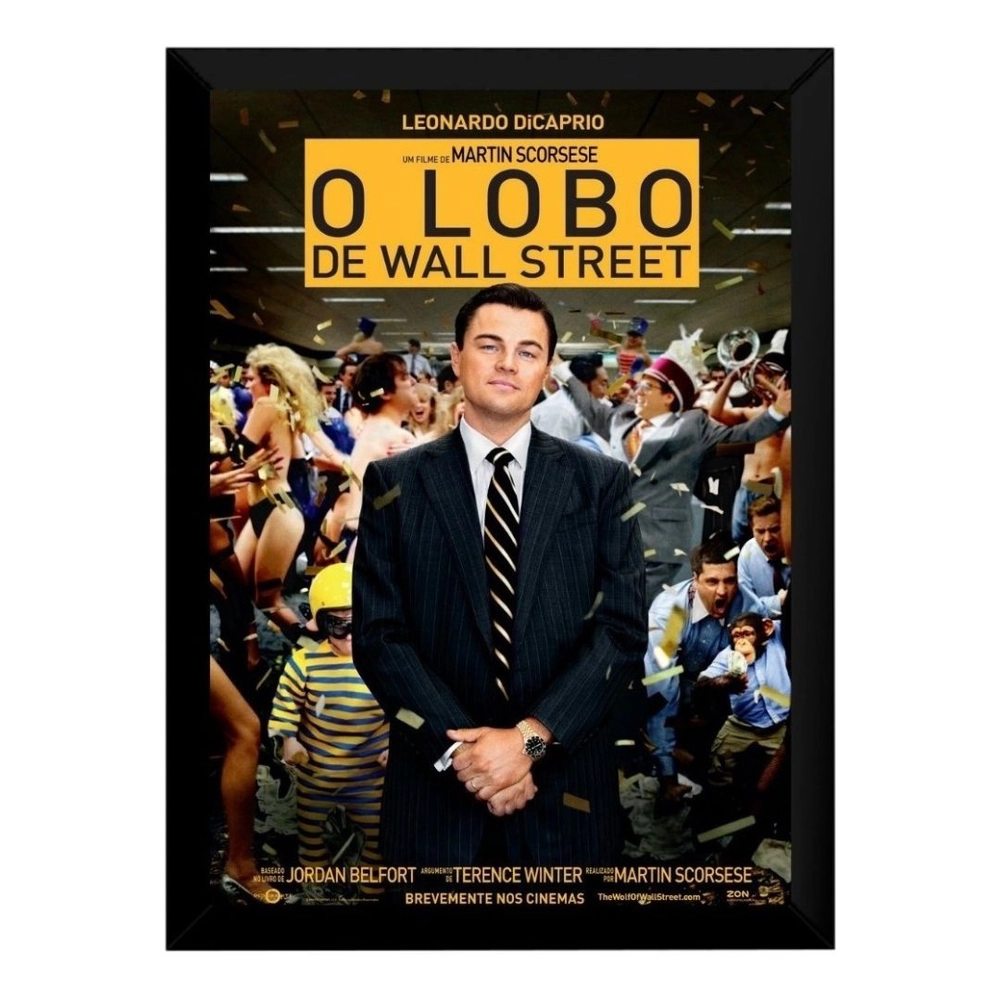 LEONARDO DiCAPRIO
UM FILME DE MARTIN SCORSESE
O LOBO
DE WALL STREET
BASEADO NO LIVRO DE JORDAN BELFORT ARGUMENTO DE TERENCE WINTER REALIZADO POR MARTIN SCORSESE
BREVEMENTE NOS CINEMAS TheWolfOfWallStreet.com ZON